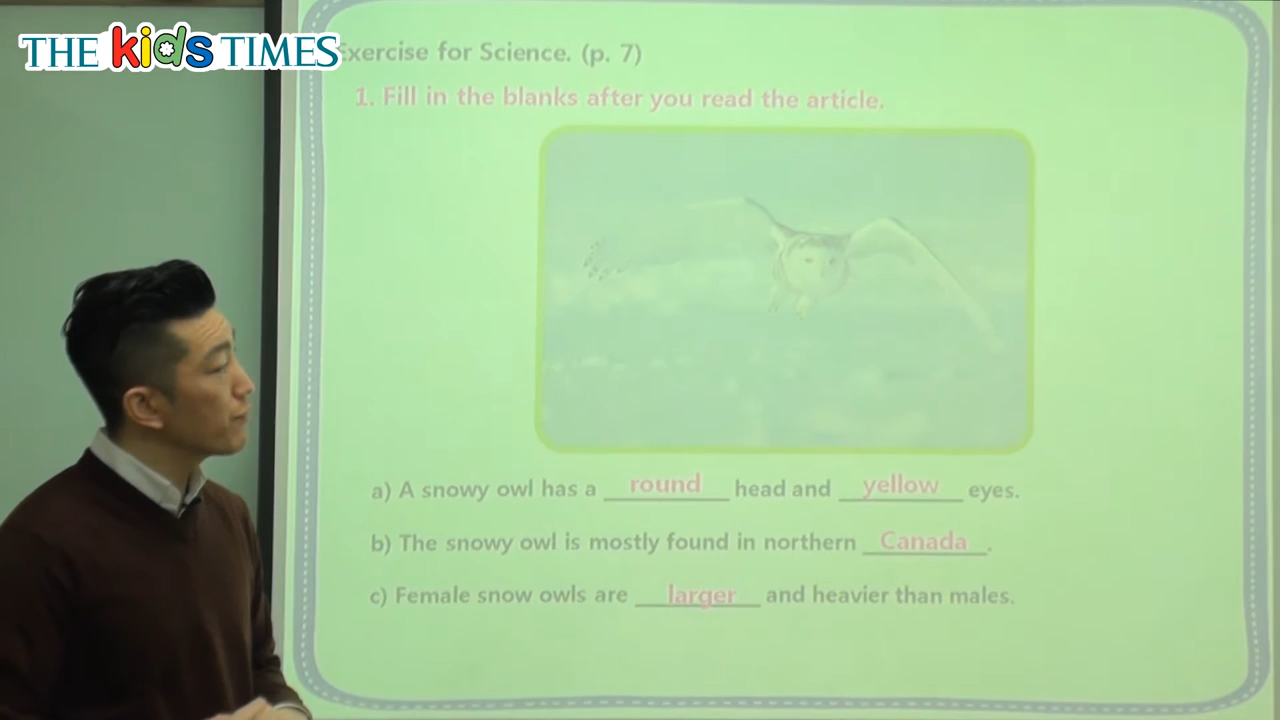 THE kids TIMES
Exercise for Science. (p. 7)
1. Fill in the blanks after you read the article.
a) A snowy owl has a round head and yellow eyes.
b) The snowy owl is mostly found in northern Canada.
c) Female snow owls are larger and heavier than males.